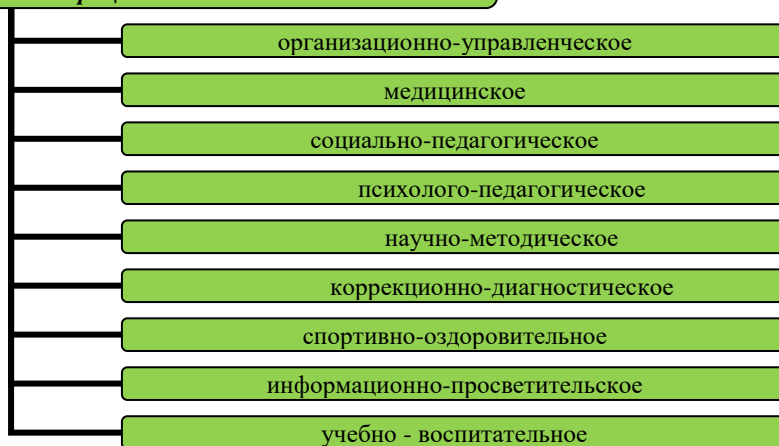 организационно-управленческое
медицинское
социально-педагогическое
психолого-педагогическое
научно-методическое
коррекционно-диагностическое
спортивно-оздоровительное
информационно-просветительское
учебно - воспитательное